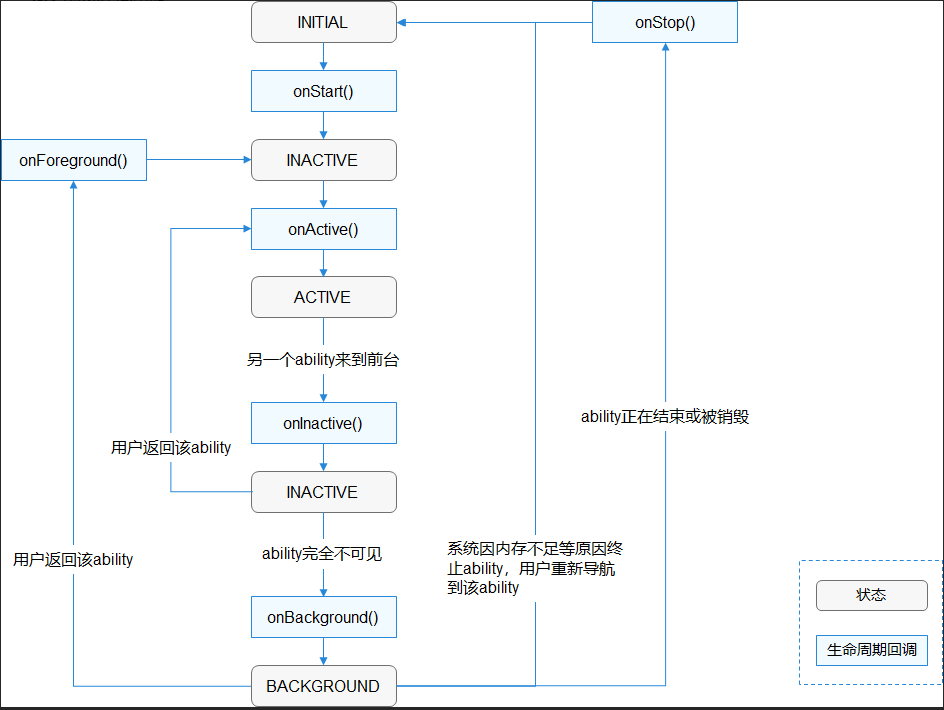 INITIAL
onStop()
onStart()
onForeground()
INACTIVE
onActive()
ACTIVE
另一个ability来到前台
onInactive()
ability正在结束或被销毁
用户返回该ability
INACTIVE
系统因内存不足等原因终
止ability，用户重新导航
到该ability
ability完全不可见
用户返回该ability
状态
onBackground()
生命周期回调
BACKGROUND